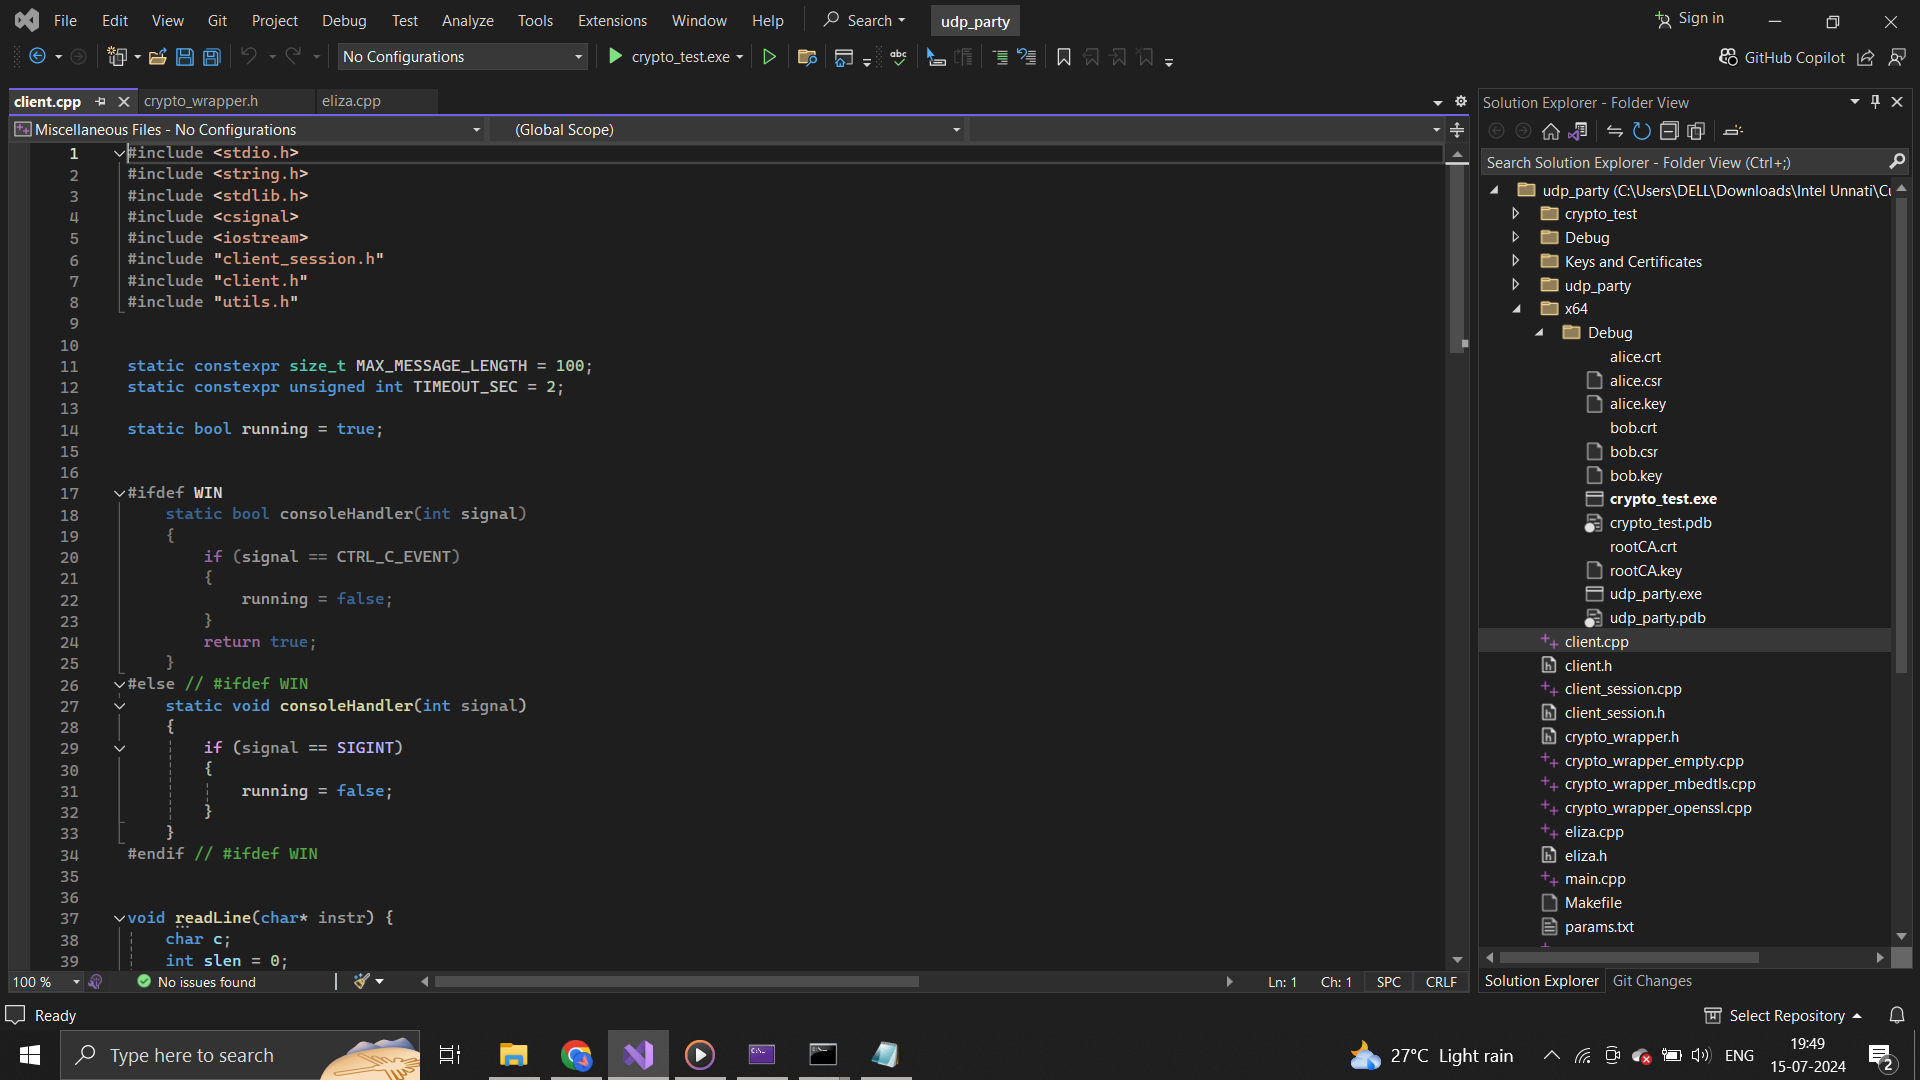 File Edit View Git Project Debug Test Analyze Tools Extensions Window Help Search udp_party Sign in
No Configurations crypto_test.exe abc GitHub Copilot
client.cpp crypto_wrapper.h eliza.cpp
Miscellaneous Files - No Configurations (Global Scope)
1 #include <stdio.h>
2 #include <string.h>
3 #include <stdlib.h>
4 #include <csignal>
5 #include <iostream>
6 #include "client_session.h"
7 #include "client.h"
8 #include "utils.h"
9
10
11 static constexpr size_t MAX_MESSAGE_LENGTH = 100;
12 static constexpr unsigned int TIMEOUT_SEC = 2;
13
14 static bool running = true;
15
16
17 #ifdef WIN
18 static bool consoleHandler(int signal)
19 {
20 if (signal == CTRL_C_EVENT)
21 {
22 running = false;
23 }
24 return true;
25 }
26 #else // #ifdef WIN
27 static void consoleHandler(int signal)
28 {
29 if (signal == SIGINT)
30 {
31 running = false;
32 }
33 }
34 #endif // #ifdef WIN
35
36
37 void readLine(char* instr) {
38 char c;
39 int slen = 0;
100 % No issues found Ln: 1 Ch: 1 SPC CRLF
Solution Explorer - Folder View
Search Solution Explorer - Folder View (Ctrl+;)
udp_party (C:\Users\DELL\Downloads\Intel Unnati\
crypto_test
Debug
Keys and Certificates
udp_party
x64
Debug
alice.crt
alice.csr
alice.key
bob.crt
bob.csr
bob.key
crypto_test.exe
crypto_test.pdb
rootCA.crt
rootCA.key
udp_party.exe
udp_party.pdb
client.cpp
client.h
client_session.cpp
client_session.h
crypto_wrapper.h
crypto_wrapper_empty.cpp
crypto_wrapper_mbedtls.cpp
crypto_wrapper_openssl.cpp
eliza.cpp
eliza.h
main.cpp
Makefile
params.txt
Solution Explorer Git Changes
Ready Select Repository
Type here to search 27°C Light rain ENG 19:49
15-07-2024 2